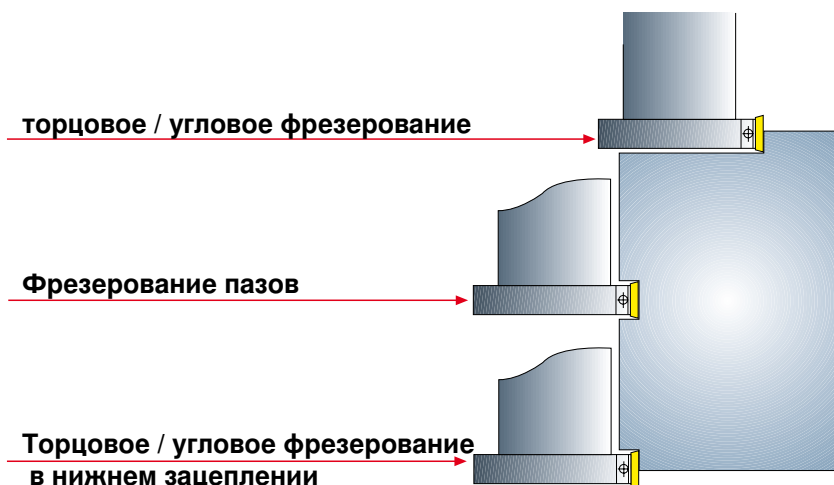 торцовое / угловое фрезерование
Фрезерование пазов
Торцовое / угловое фрезерование
в нижнем зацеплении